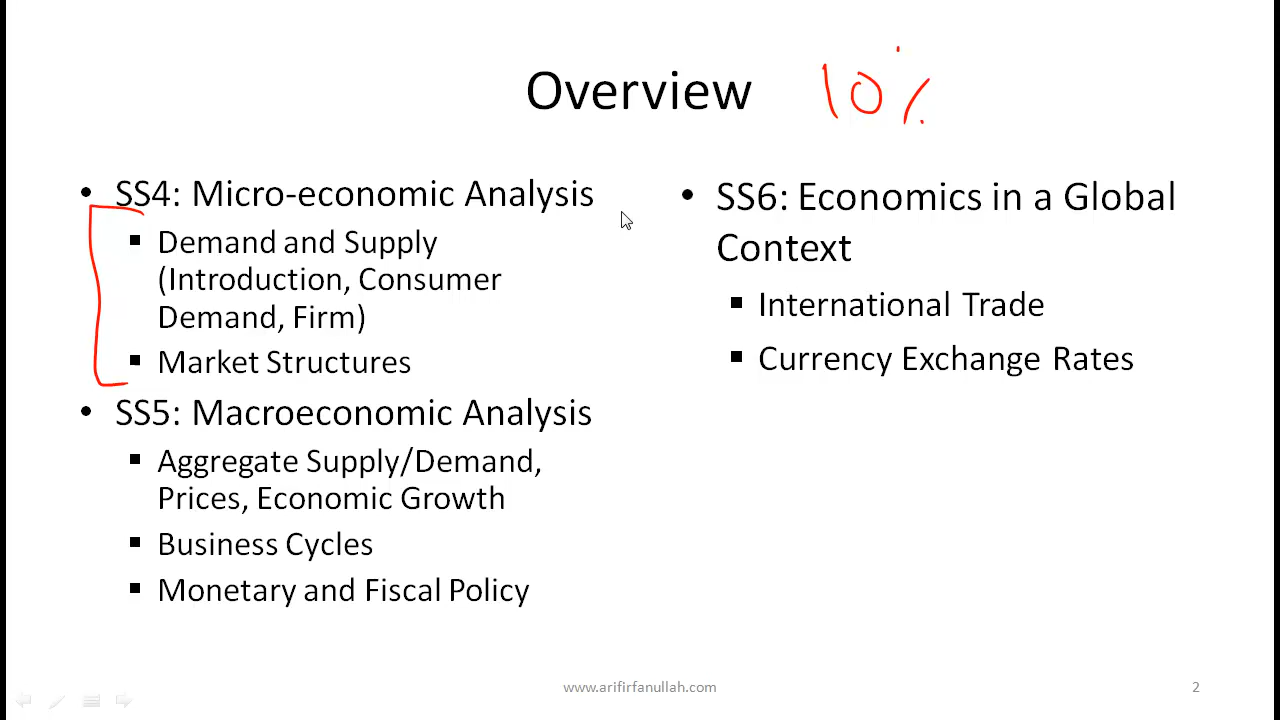 Overview 10%
• SS4: Micro-economic Analysis
▪ Demand and Supply
(Introduction, Consumer
Demand, Firm)
▪ Market Structures
• SS5: Macroeconomic Analysis
▪ Aggregate Supply/Demand,
Prices, Economic Growth
▪ Business Cycles
▪ Monetary and Fiscal Policy
• SS6: Economics in a Global
Context
▪ International Trade
▪ Currency Exchange Rates
www.arifirfanullah.com
2